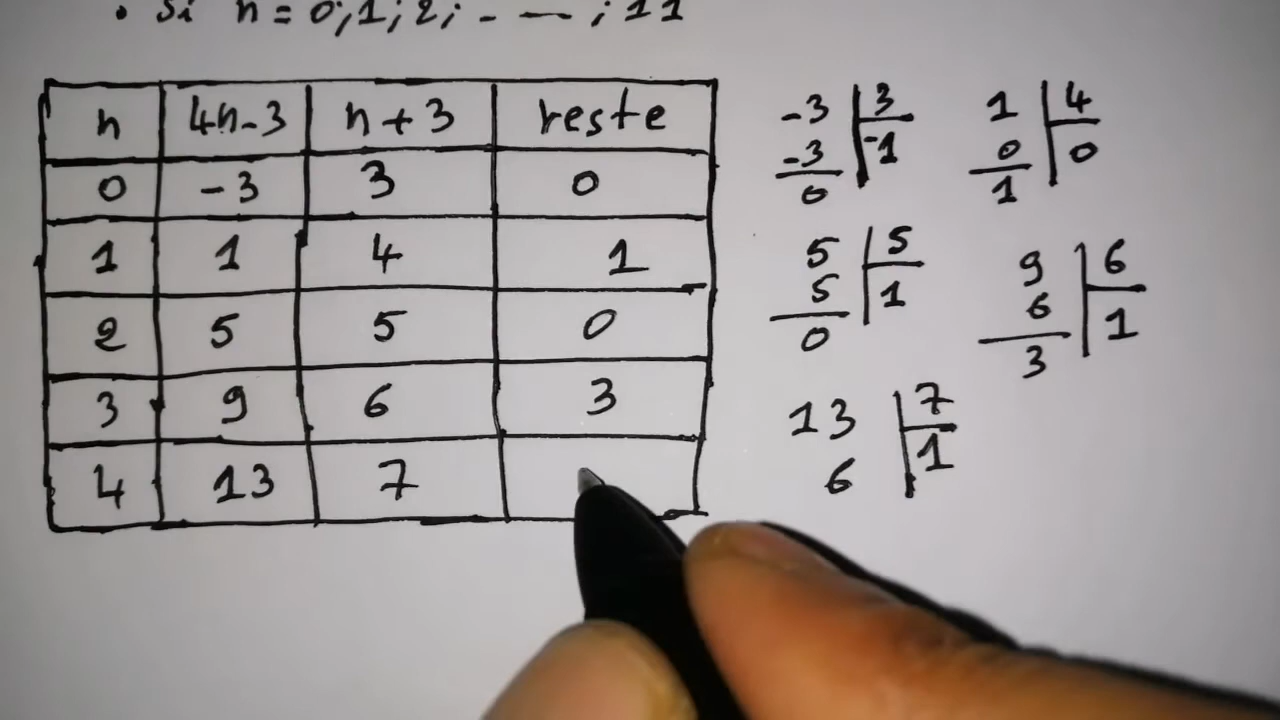 • Si n = 0;1;2; - — ; 11
n 4n-3 n+3 reste
0 -3 3 0
1 1 4 1
2 5 5 0
3 9 6 3
4 13 7
-3 3
-3 -1
0
1 4
0 0
1
5 5
5 1
0
9 6
6 1
3
13 7
6 1